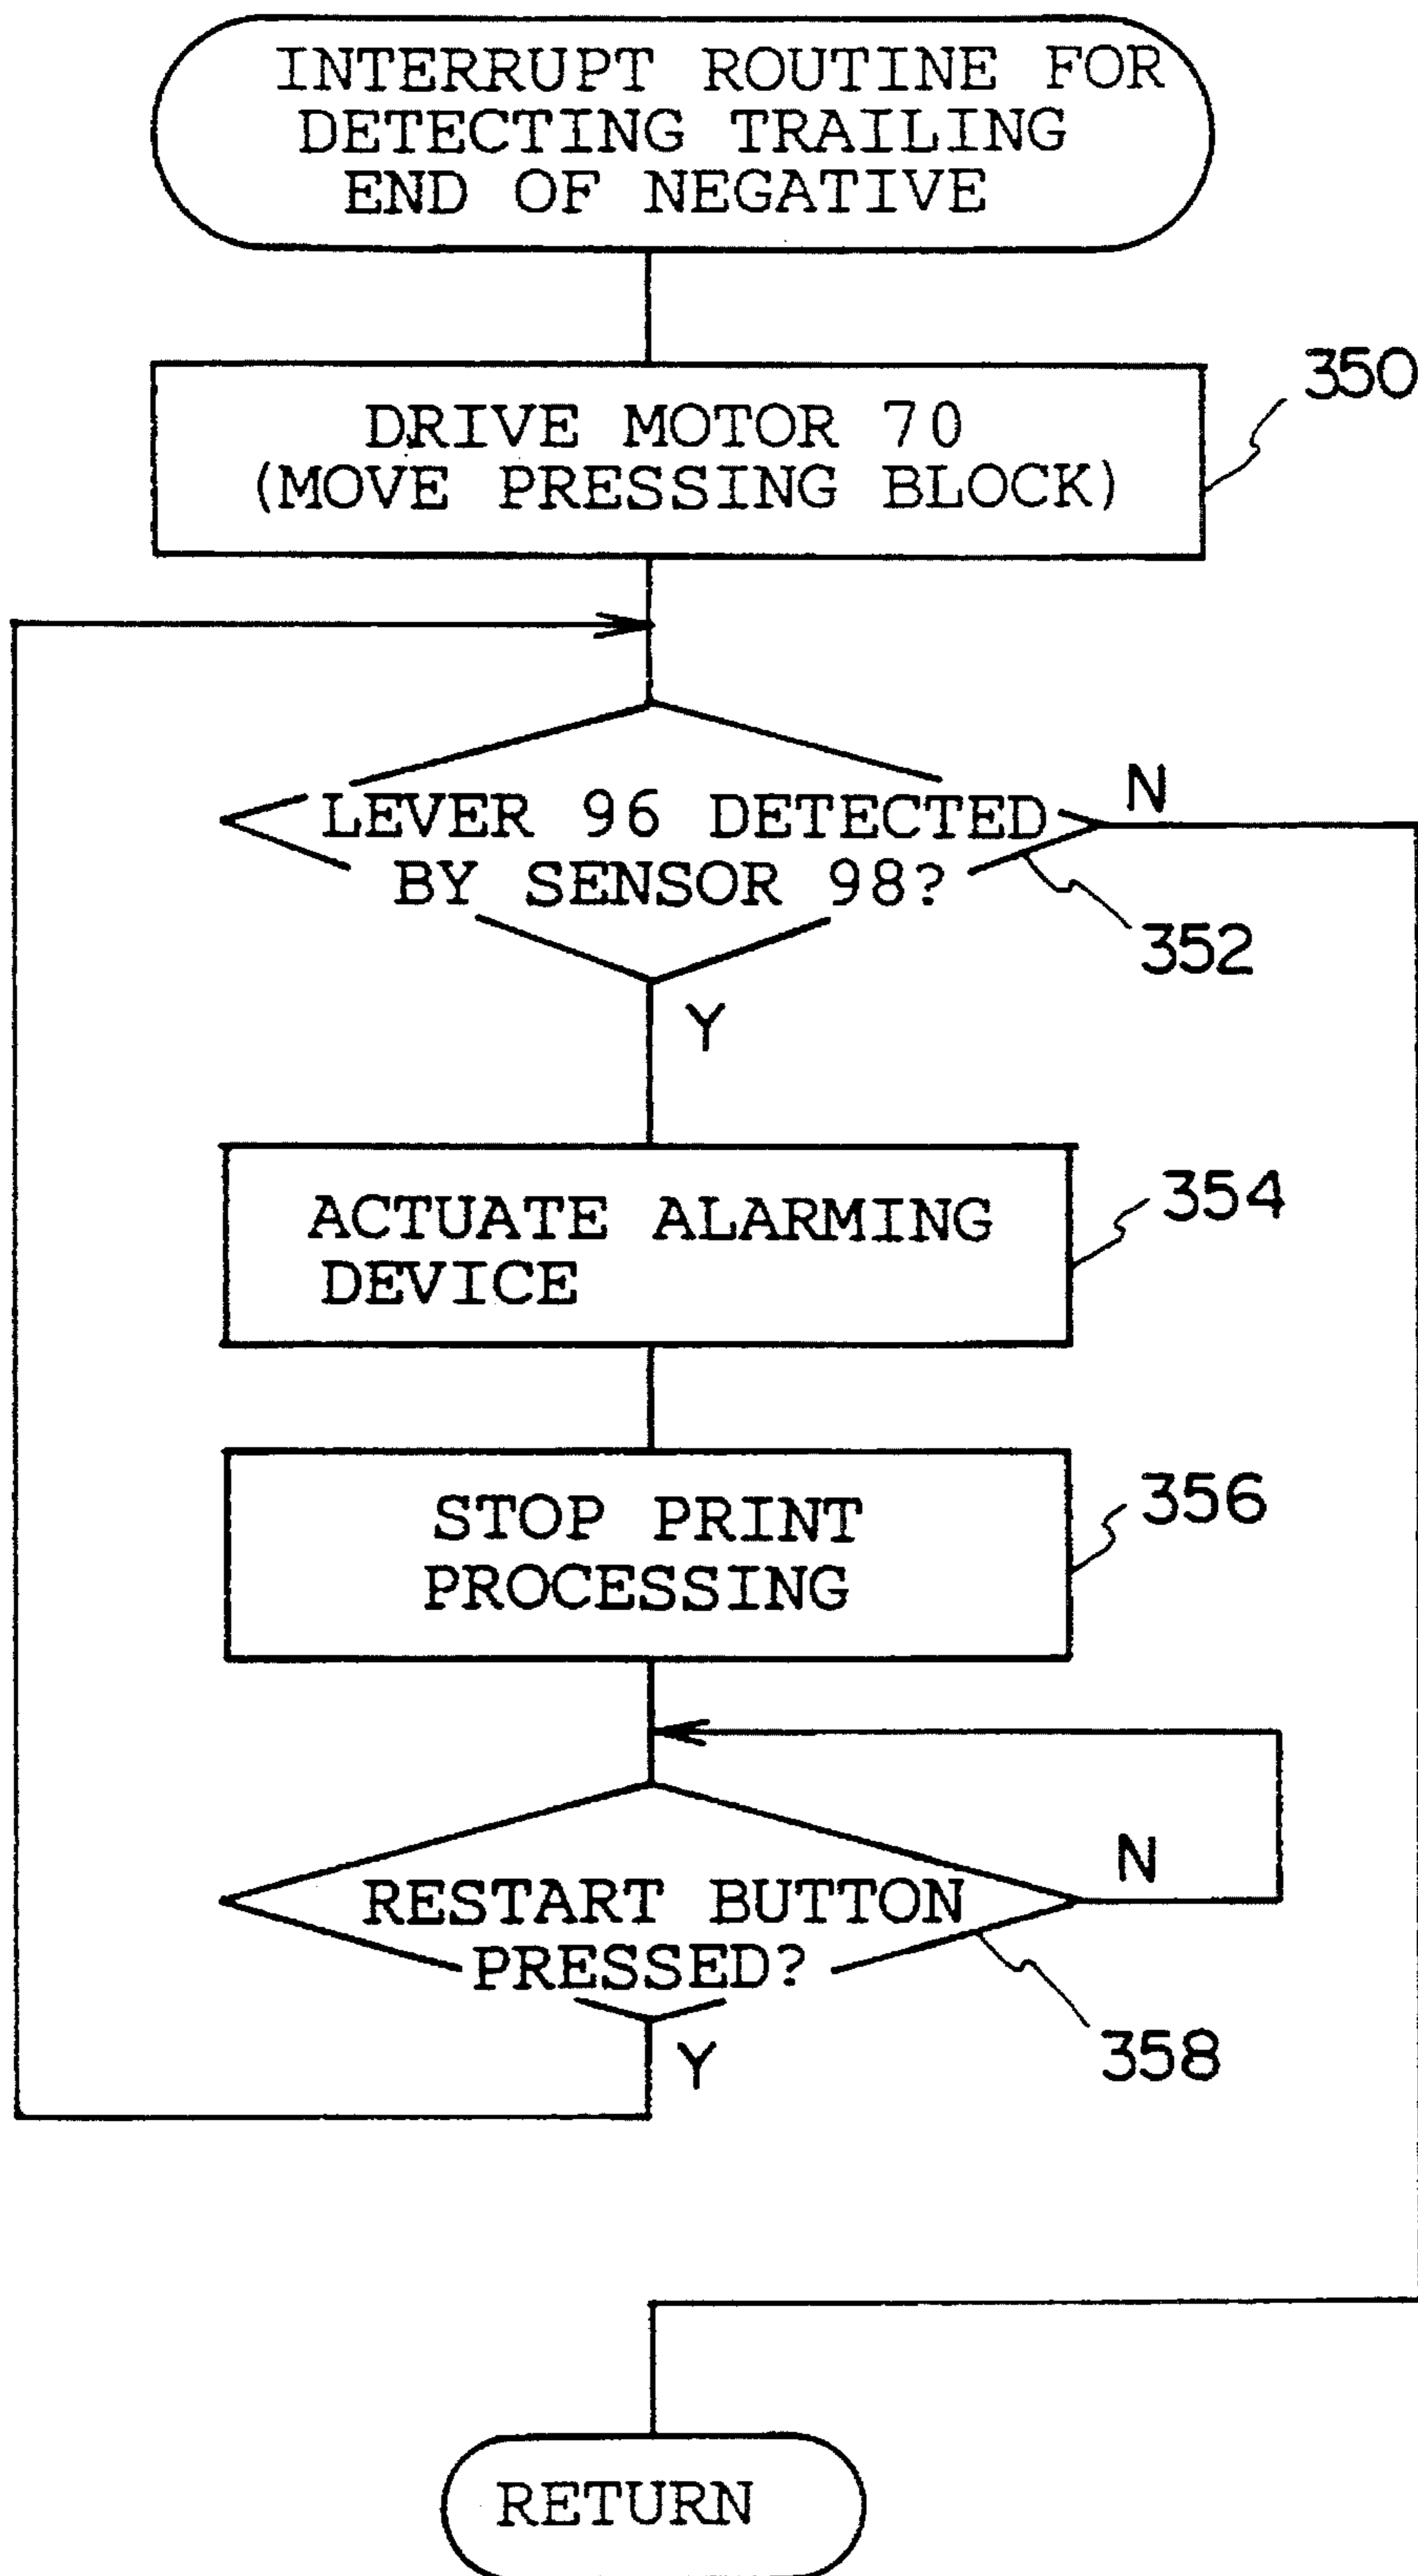 INTERRUPT ROUTINE FOR
DETECTING TRAILING
END OF NEGATIVE
350
DRIVE MOTOR 70
(MOVE PRESSING BLOCK)
N
LEVER 96 DETECTED
BY SENSOR 98?
352
Y
354
ACTUATE ALARMING
DEVICE
356
STOP PRINT
PROCESSING
N
RESTART BUTTON
PRESSED?
358
Y
RETURN